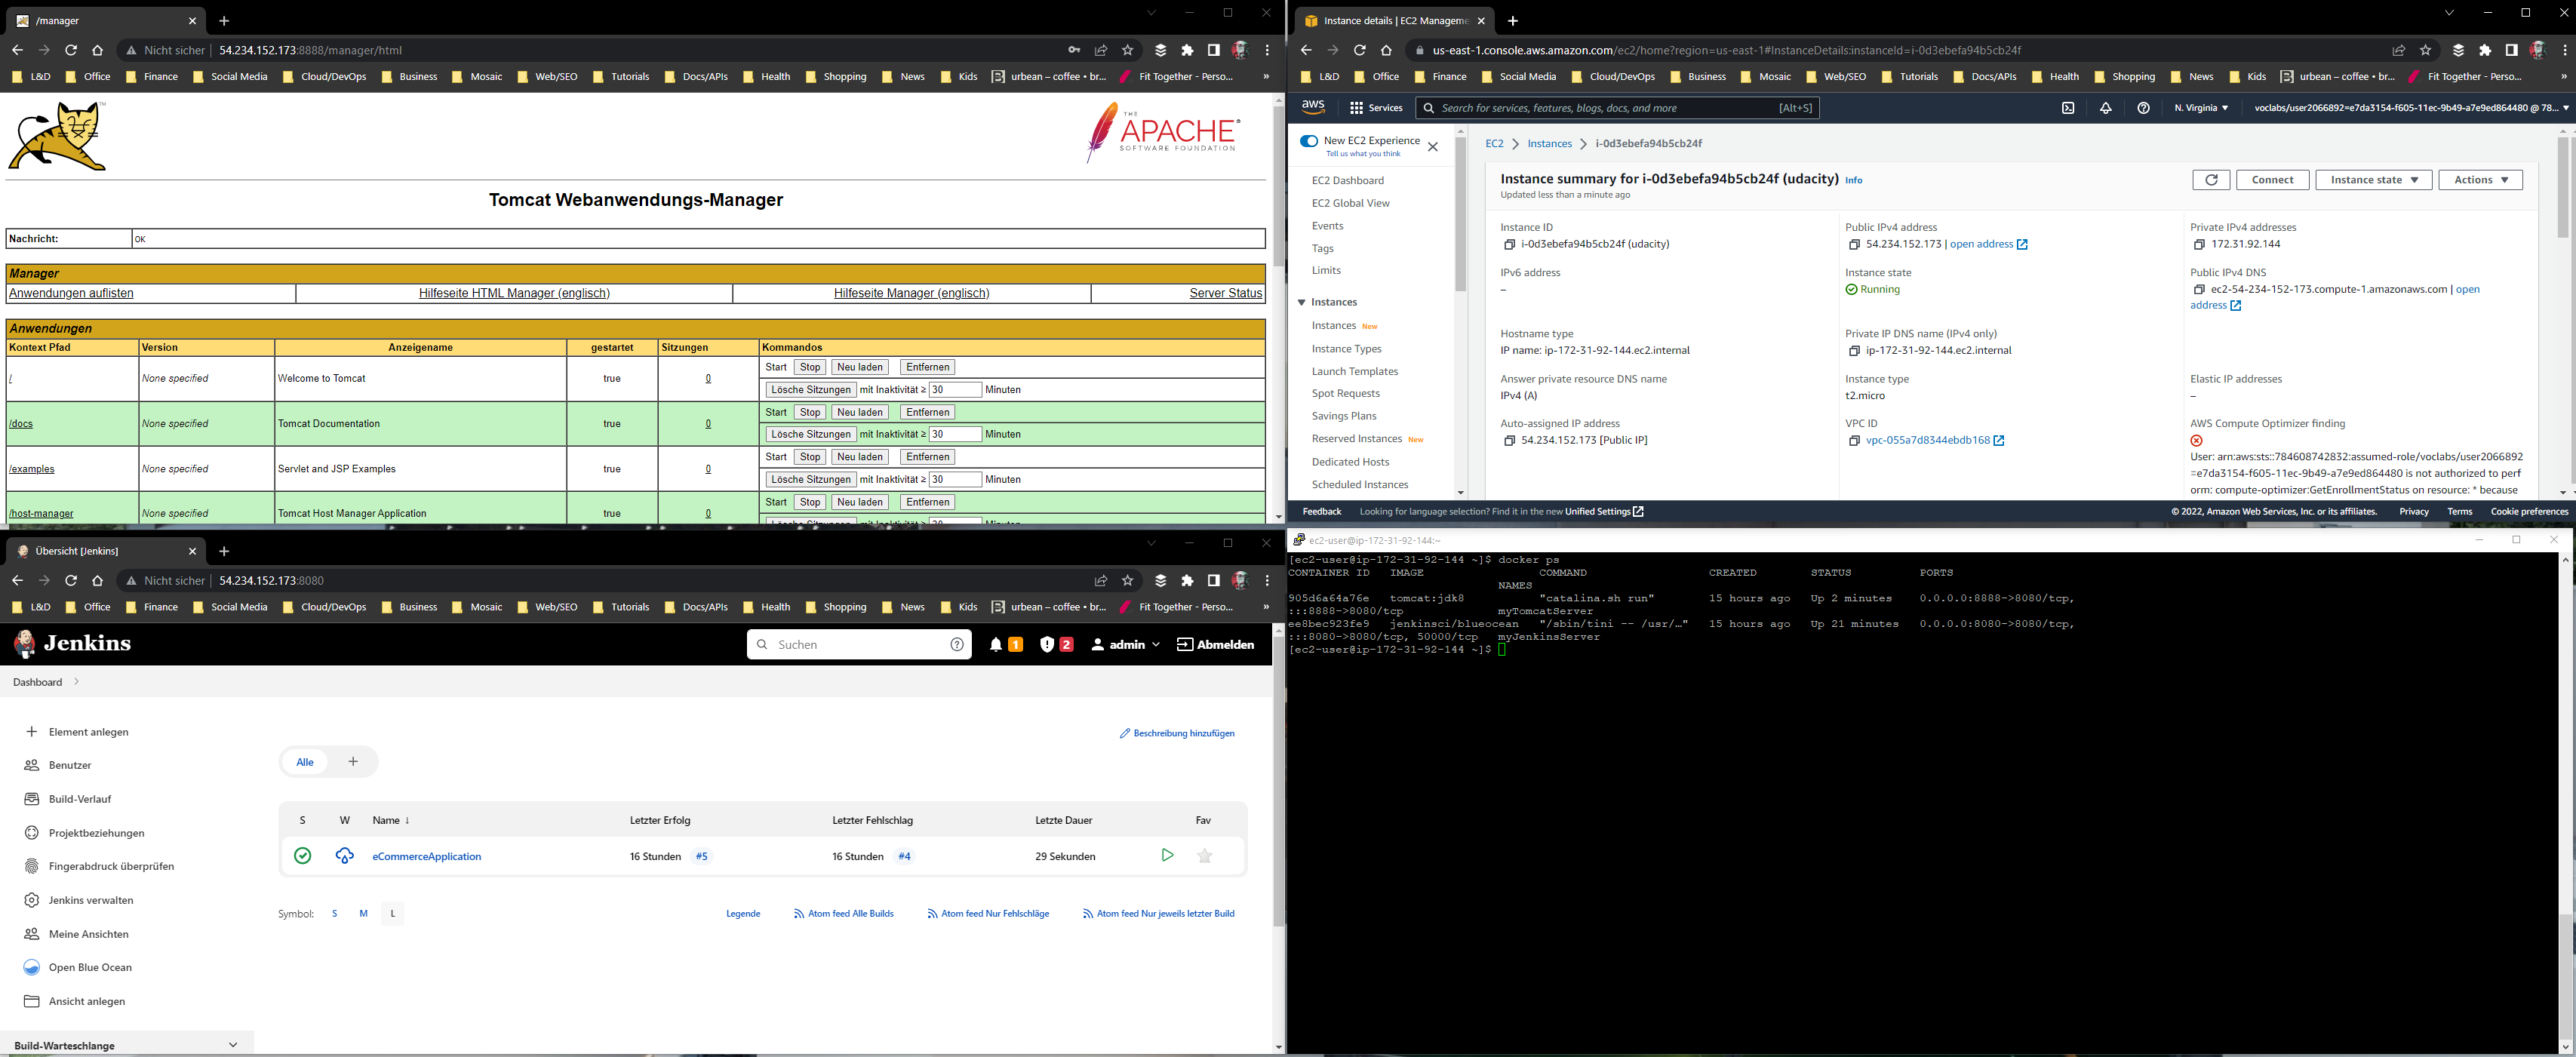 /manager
Nicht sicher | 54.234.152.173:8888/manager/html
L&D Office Finance Social Media Cloud/DevOps Business Mosaic Web/SEO Tutorials Docs/APIs Health Shopping News Kids urbean – coffee • br... Fit Together - Perso... »
TM
THE
APACHE®
SOFTWARE FOUNDATION
Tomcat Webanwendungs-Manager
Nachricht: OK
Manager
Anwendungen auflisten Hilfeseite HTML Manager (englisch) Hilfeseite Manager (englisch) Server Status
Anwendungen
Kontext Pfad Version Anzeigename gestartet Sitzungen Kommandos
/ None specified Welcome to Tomcat true 0 Start Stop Neu laden Entfernen
Lösche Sitzungen mit Inaktivität ≥ 30 Minuten
/docs None specified Tomcat Documentation true 0 Start Stop Neu laden Entfernen
Lösche Sitzungen mit Inaktivität ≥ 30 Minuten
/examples None specified Servlet and JSP Examples true 0 Start Stop Neu laden Entfernen
Lösche Sitzungen mit Inaktivität ≥ 30 Minuten
/host-manager None specified Tomcat Host Manager Application true 0 Start Stop Neu laden Entfernen
Lösche Sitzungen mit Inaktivität ≥ 30 Minuten
Instance details | EC2 Manageme
us-east-1.console.aws.amazon.com/ec2/home?region=us-east-1#InstanceDetails:instanceId=i-0d3ebefa94b5cb24f
L&D Office Finance Social Media Cloud/DevOps Business Mosaic Web/SEO Tutorials Docs/APIs Health Shopping News Kids urbean – coffee • br... Fit Together - Perso... »
aws Services Search for services, features, blogs, docs, and more [Alt+S] N. Virginia ▼ voclabs/user2066892=e7da3154-f605-11ec-9b49-a7e9ed864480 @ 78... ▼
New EC2 Experience
Tell us what you think
EC2 Dashboard
EC2 Global View
Events
Tags
Limits
Instances
Instances New
Instance Types
Launch Templates
Spot Requests
Savings Plans
Reserved Instances New
Dedicated Hosts
Scheduled Instances
EC2 > Instances > i-0d3ebefa94b5cb24f
Instance summary for i-0d3ebefa94b5cb24f (udacity) Info
Updated less than a minute ago
Connect Instance state ▼ Actions ▼
Instance ID Public IPv4 address Private IPv4 addresses
i-0d3ebefa94b5cb24f (udacity) 54.234.152.173 | open address 172.31.92.144
IPv6 address Instance state Public IPv4 DNS
– Running ec2-54-234-152-173.compute-1.amazonaws.com | open
address
Hostname type Private IP DNS name (IPv4 only)
IP name: ip-172-31-92-144.ec2.internal ip-172-31-92-144.ec2.internal
Answer private resource DNS name Instance type Elastic IP addresses
IPv4 (A) t2.micro –
Auto-assigned IP address VPC ID AWS Compute Optimizer finding
54.234.152.173 [Public IP] vpc-055a7d8344ebdb168
User: arn:aws:sts::784608742832:assumed-role/voclabs/user2066892
=e7da3154-f605-11ec-9b49-a7e9ed864480 is not authorized to perf
orm: compute-optimizer:GetEnrollmentStatus on resource: * because
Feedback Looking for language selection? Find it in the new Unified Settings © 2022, Amazon Web Services, Inc. or its affiliates. Privacy Terms Cookie preferences
Übersicht [Jenkins]
Nicht sicher | 54.234.152.173:8080
L&D Office Finance Social Media Cloud/DevOps Business Mosaic Web/SEO Tutorials Docs/APIs Health Shopping News Kids urbean – coffee • br... Fit Together - Perso... »
Jenkins Suchen 1 2 admin Abmelden
Dashboard
Element anlegen
Benutzer
Build-Verlauf
Projektbeziehungen
Fingerabdruck überprüfen
Jenkins verwalten
Meine Ansichten
Open Blue Ocean
Ansicht anlegen
Build-Warteschlange
Beschreibung hinzufügen
Alle +
S W Name ↓ Letzter Erfolg Letzter Fehlschlag Letzte Dauer Fav
eCommerceApplication 16 Stunden #5 16 Stunden #4 29 Sekunden
Symbol: S M L Legende Atom feed Alle Builds Atom feed Nur Fehlschläge Atom feed Nur jeweils letzter Build
ec2-user@ip-172-31-92-144:~
[ec2-user@ip-172-31-92-144 ~]$ docker ps
CONTAINER ID IMAGE COMMAND CREATED STATUS PORTS
NAMES
905d6a64a76e tomcat:jdk8 "catalina.sh run" 15 hours ago Up 2 minutes 0.0.0.0:8888->8080/tcp,
:::8888->8080/tcp myTomcatServer
ee8bec923fe9 jenkinsci/blueocean "/sbin/tini -- /usr/…" 15 hours ago Up 21 minutes 0.0.0.0:8080->8080/tcp,
:::8080->8080/tcp, 50000/tcp myJenkinsServer
[ec2-user@ip-172-31-92-144 ~]$